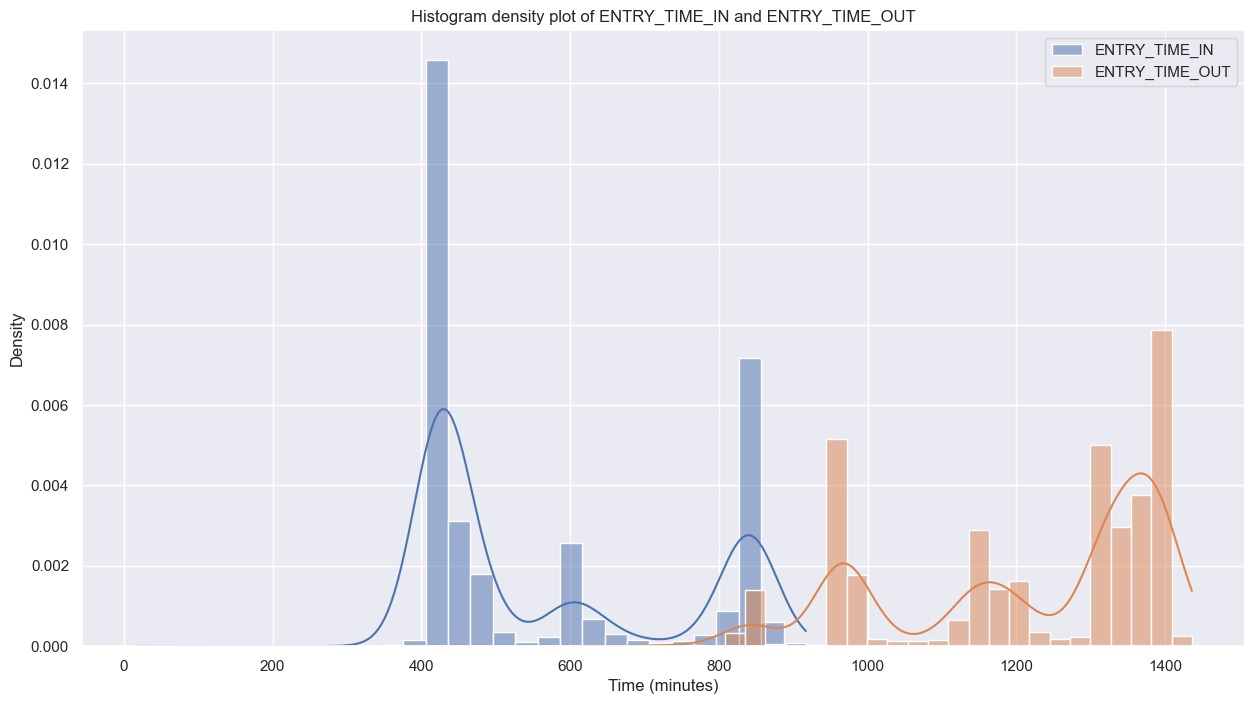 Histogram density plot of ENTRY_TIME_IN and ENTRY_TIME_OUT
ENTRY_TIME_IN
ENTRY_TIME_OUT
Density
0.014
0.012
0.010
0.008
0.006
0.004
0.002
0.000
0 200 400 600 800 1000 1200 1400
Time (minutes)